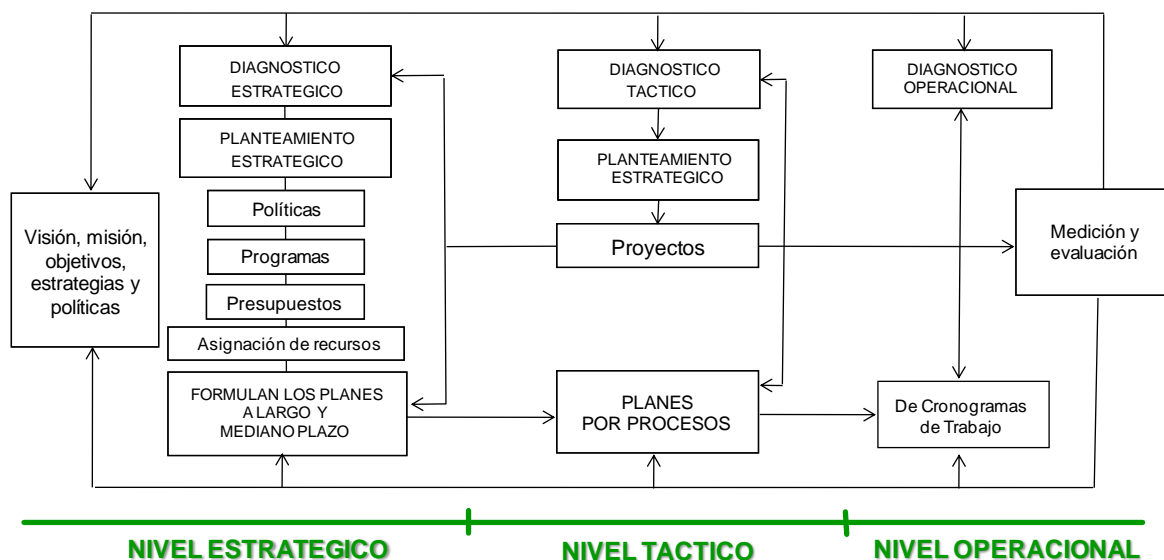 DIAGNOSTICO
ESTRATEGICO
PLANTEAMIENTO
ESTRATEGICO
Políticas
Programas
Presupuestos
Asignación de recursos
FORMULAN LOS PLANES
A LARGO Y
MEDIANO PLAZO
Visión, misión,
objetivos,
estrategias y
políticas
DIAGNOSTICO
TACTICO
PLANTEAMIENTO
ESTRATEGICO
Proyectos
PLANES
POR PROCESOS
DIAGNOSTICO
OPERACIONAL
De Cronogramas
de Trabajo
Medición y
evaluación
NIVEL ESTRATEGICO
NIVEL TACTICO
NIVEL OPERACIONAL